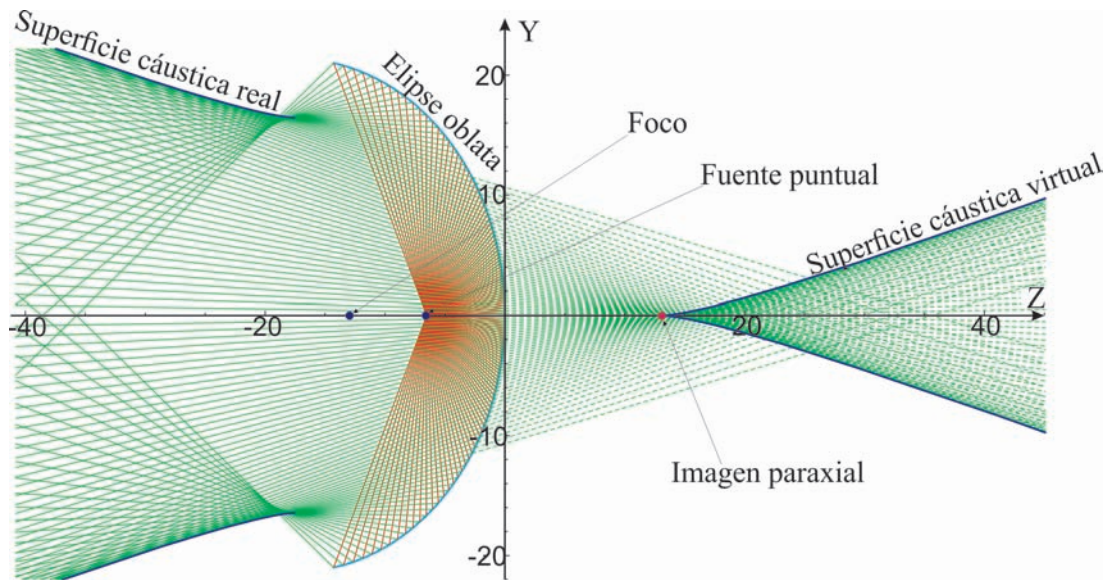 Superficie cáustica real
Elipse oblata
Y
20
Foco
Fuente puntual
10
Superficie cáustica virtual
Z
-40
-20
20
40
-10
Imagen paraxial
-20